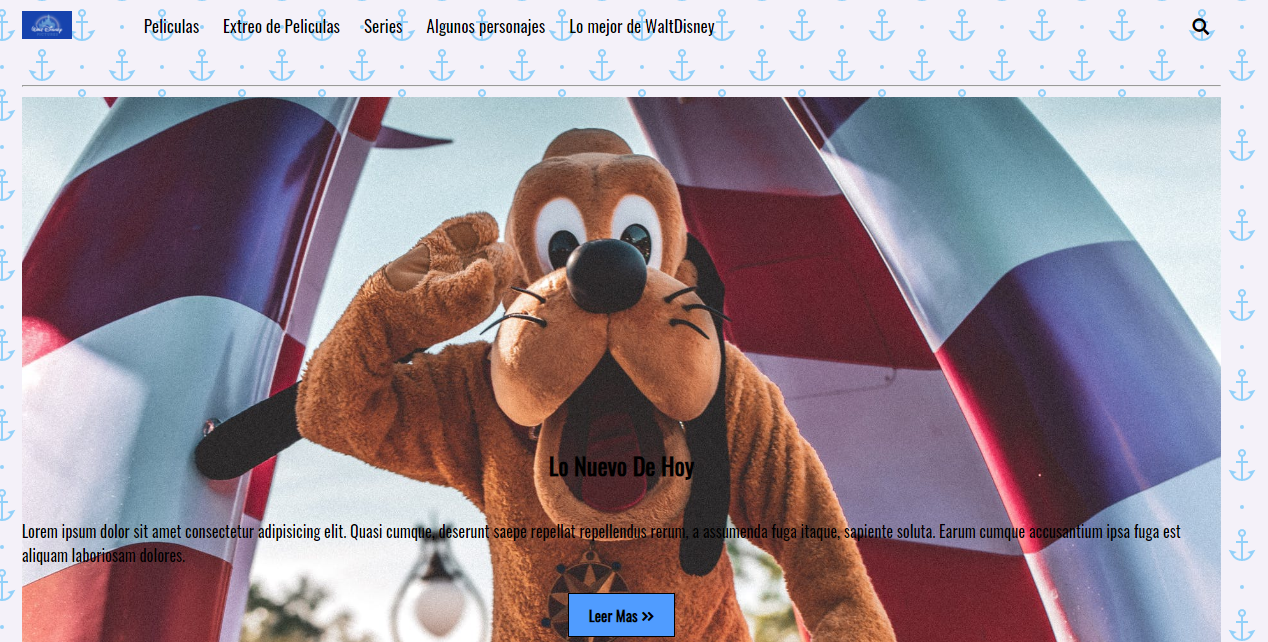 Walt Disney
Peliculas Extreo de Peliculas Series Algunos personajes Lo mejor de WaltDisney
Lo Nuevo De Hoy
Lorem ipsum dolor sit amet consectetur adipisicing elit. Quasi cumque, deserunt saepe repellat repellendus rerum, a assumenda fuga itaque, sapiente soluta. Earum cumque accusantium ipsa fuga est
aliquam laboriosam dolores.
Leer Mas »